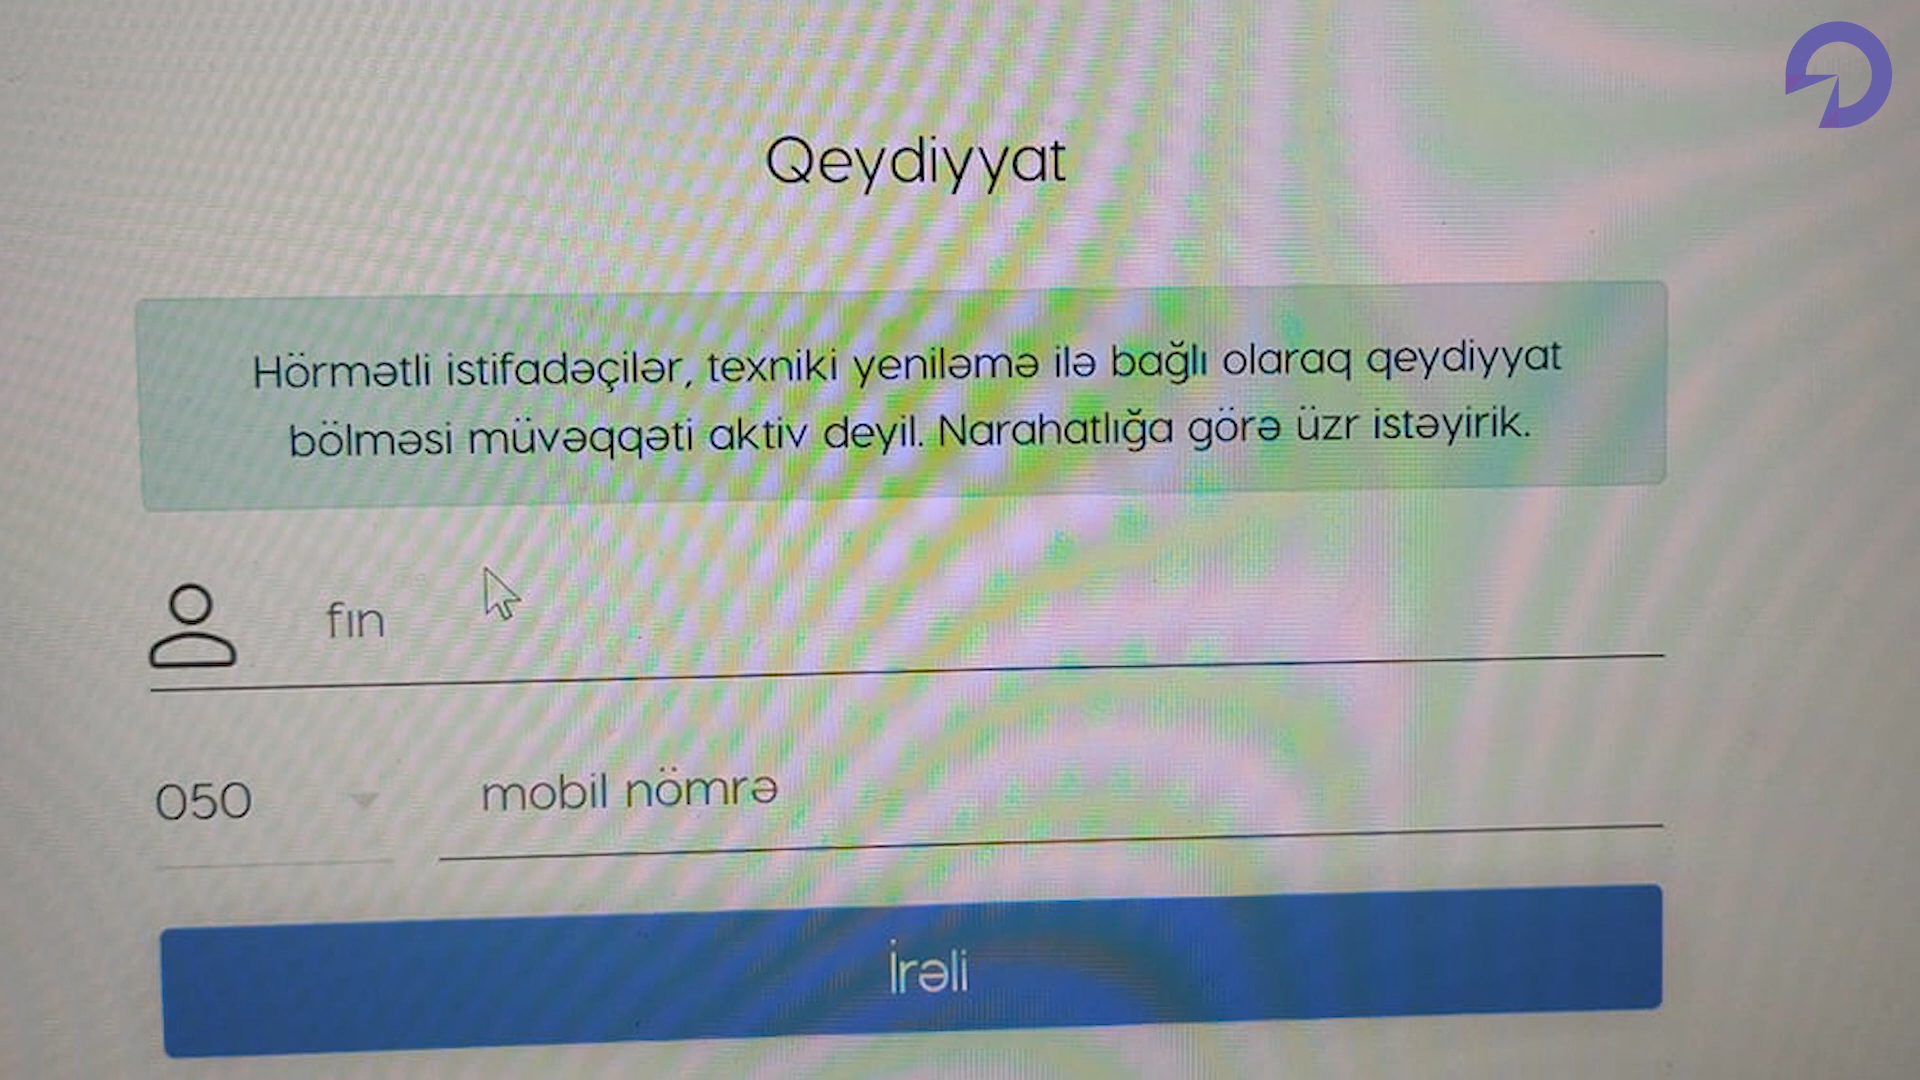 Qeydiyyat
Hörmətli istifadəçilər, texniki yeniləmə ilə bağlı olaraq qeydiyyat
bölməsi müvəqqəti aktiv deyil. Narahatlığa görə üzr istəyirik.
fın
050 mobil nömrə
İrəli